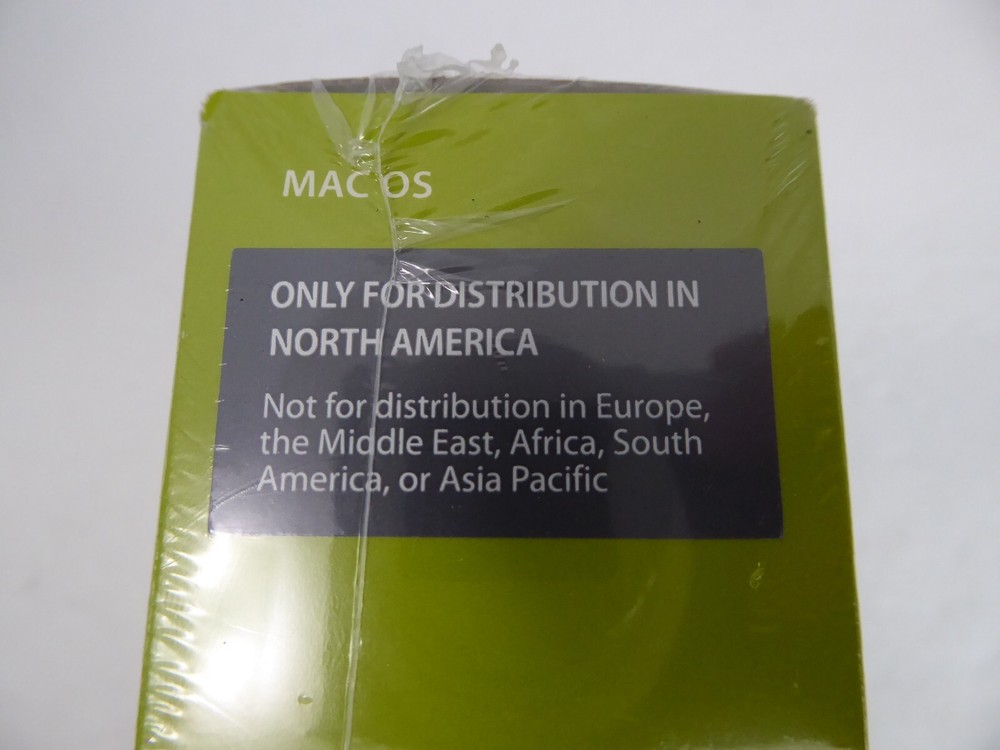 MAC OS
ONLY FOR DISTRIBUTION IN
NORTH AMERICA
Not for distribution in Europe,
the Middle East, Africa, South
America, or Asia Pacific